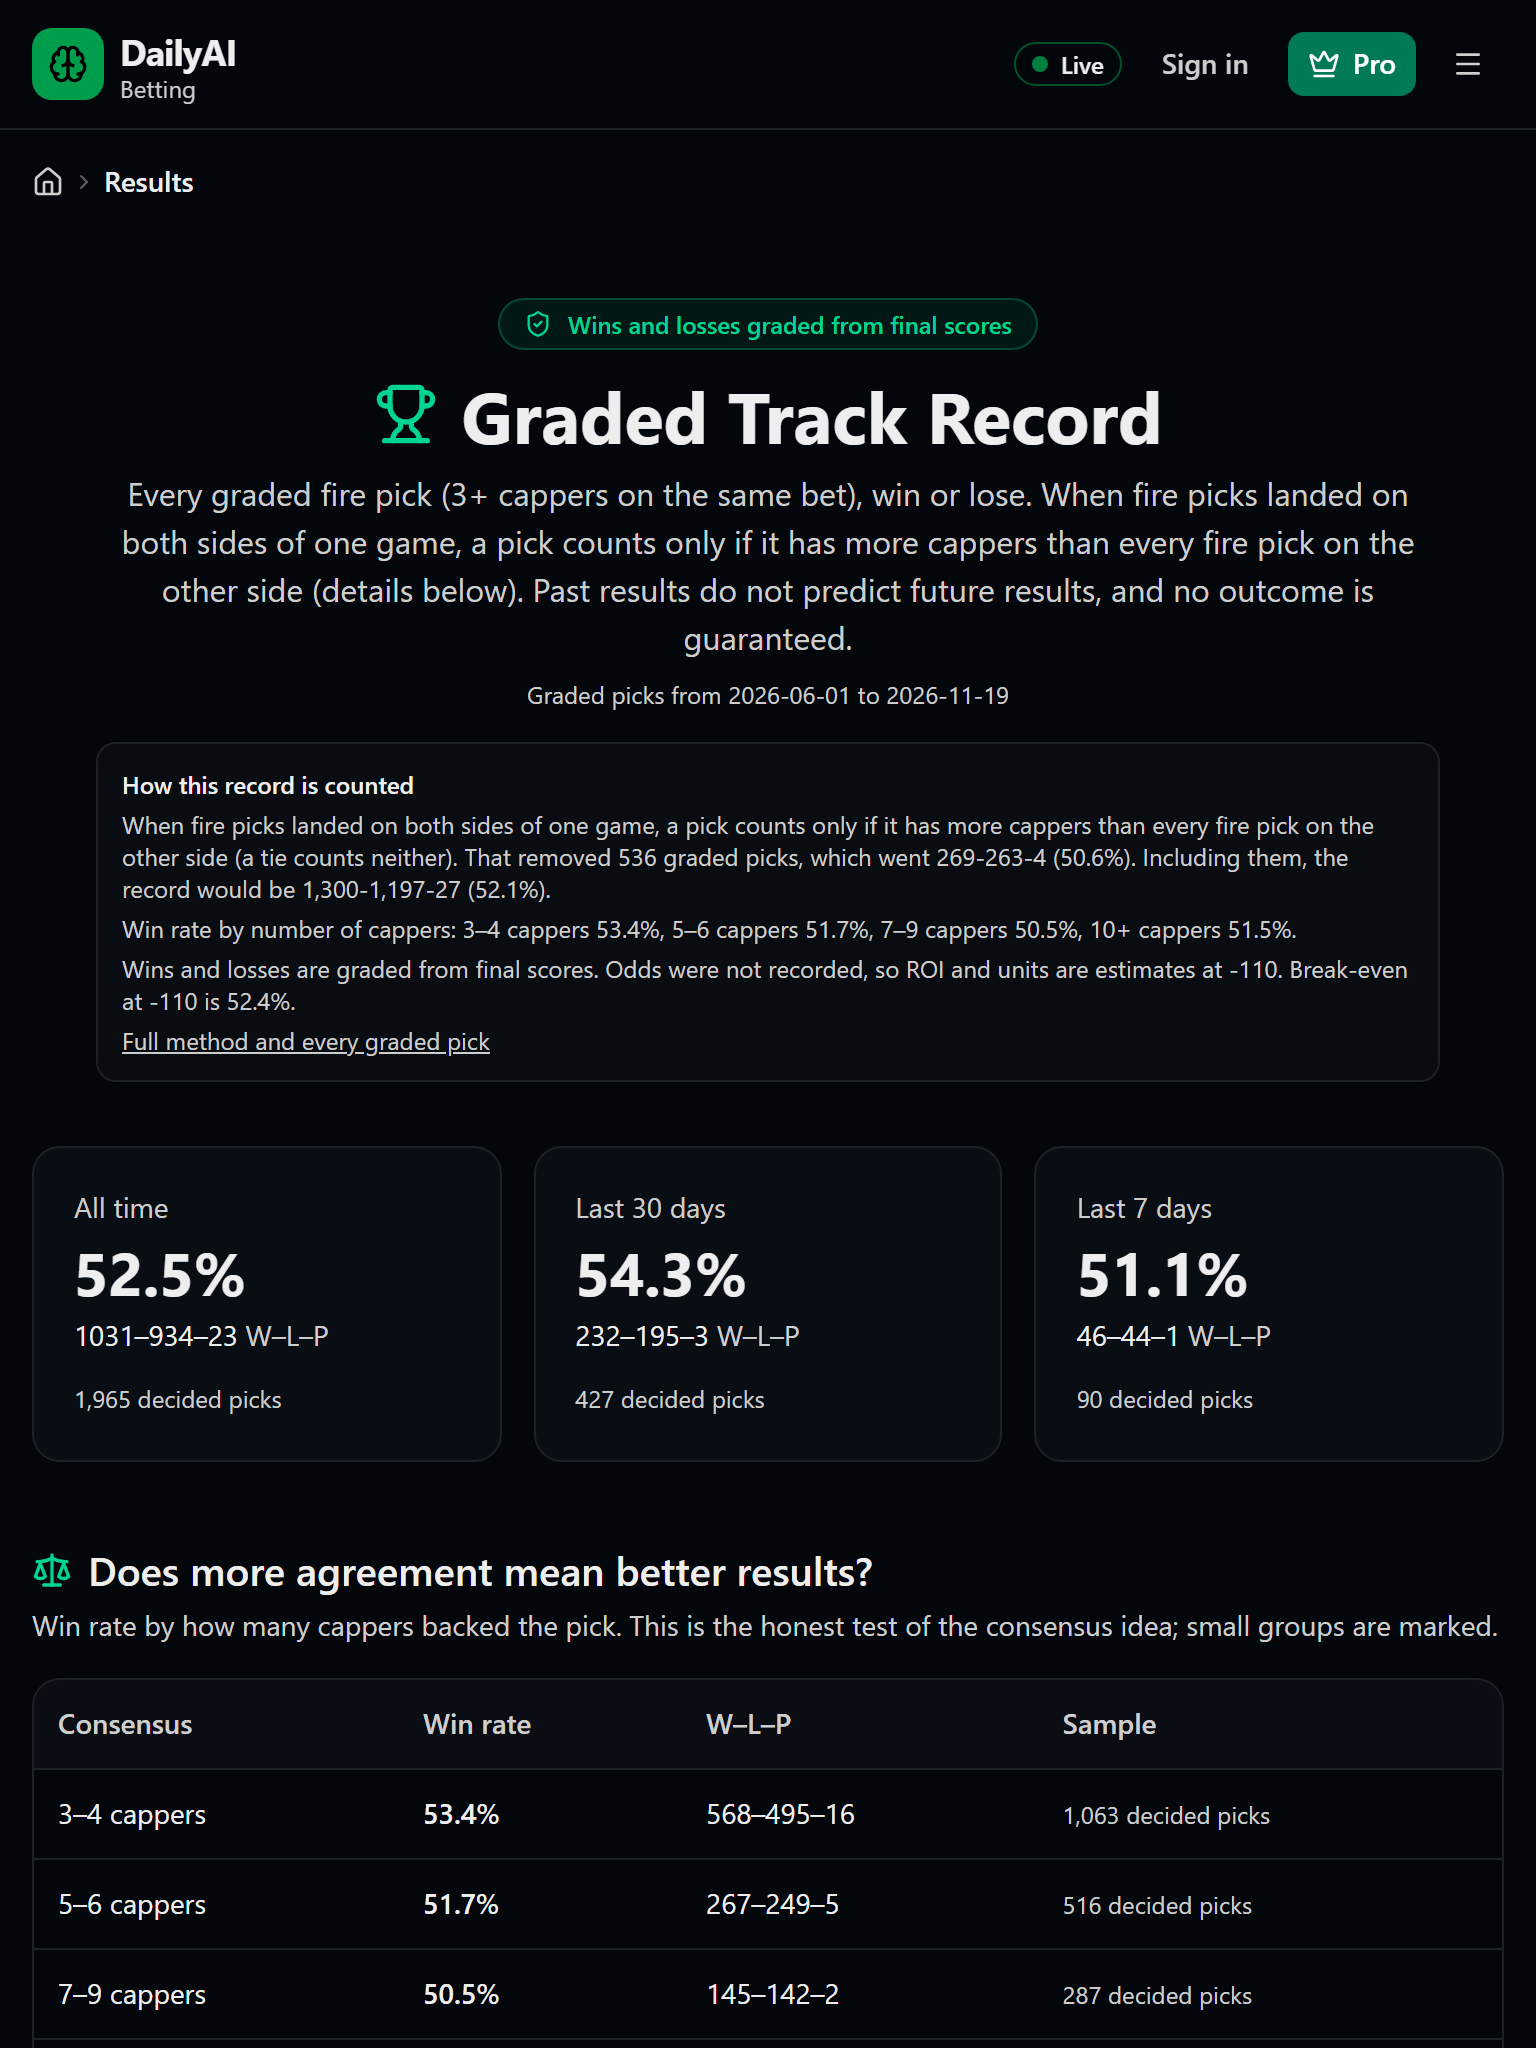 DailyAI
Betting
Live
Sign in
Pro
Results
Wins and losses graded from final scores
Graded Track Record
Every graded fire pick (3+ cappers on the same bet), win or lose. When fire picks landed on
both sides of one game, a pick counts only if it has more cappers than every fire pick on the
other side (details below). Past results do not predict future results, and no outcome is
guaranteed.
Graded picks from 2026-06-01 to 2026-11-19
How this record is counted
When fire picks landed on both sides of one game, a pick counts only if it has more cappers than every fire pick on the
other side (a tie counts neither). That removed 536 graded picks, which went 269-263-4 (50.6%). Including them, the
record would be 1,300-1,197-27 (52.1%).
Win rate by number of cappers: 3–4 cappers 53.4%, 5–6 cappers 51.7%, 7–9 cappers 50.5%, 10+ cappers 51.5%.
Wins and losses are graded from final scores. Odds were not recorded, so ROI and units are estimates at -110. Break-even
at -110 is 52.4%.
Full method and every graded pick
All time
52.5%
1031–934–23 W–L–P
1,965 decided picks
Last 30 days
54.3%
232–195–3 W–L–P
427 decided picks
Last 7 days
51.1%
46–44–1 W–L–P
90 decided picks
Does more agreement mean better results?
Win rate by how many cappers backed the pick. This is the honest test of the consensus idea; small groups are marked.
Consensus Win rate W–L–P Sample
3–4 cappers 53.4% 568–495–16 1,063 decided picks
5–6 cappers 51.7% 267–249–5 516 decided picks
7–9 cappers 50.5% 145–142–2 287 decided picks